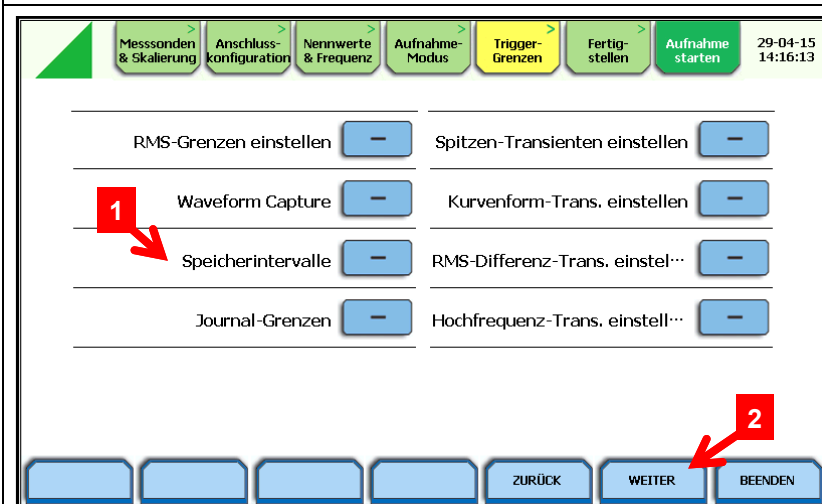 > > > > > >
Messsonden & Skalierung
Anschluss- konfiguration
Nennwerte & Frequenz
Aufnahme- Modus
Trigger- Grenzen
Fertig- stellen
Aufnahme starten
29-04-15
14:16:13
RMS-Grenzen einstellen –
Spitzen-Transienten einstellen –
Waveform Capture –
Kurvenform-Trans. einstellen –
1
Speicherintervalle –
RMS-Differenz-Trans. einstel··· –
Journal-Grenzen –
Hochfrequenz-Trans. einstell··· –
2
ZURÜCK
WEITER
BEENDEN